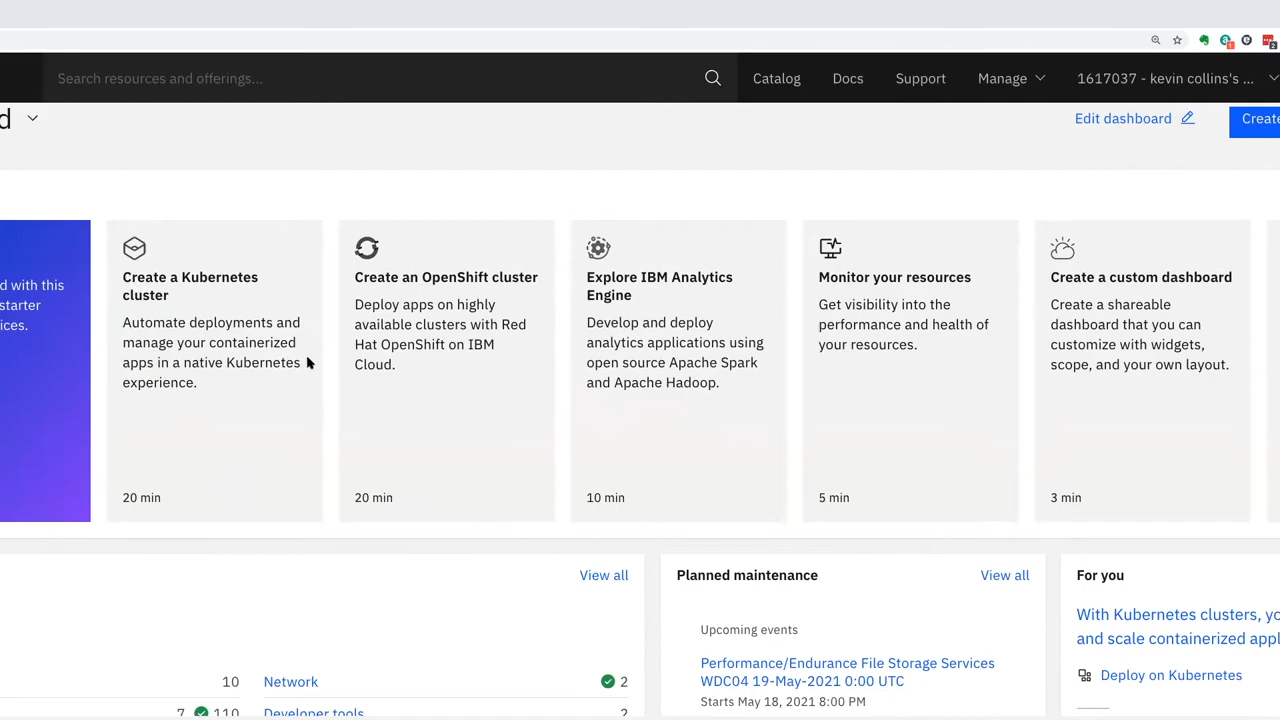 Search resources and offerings...
Catalog
Docs
Support
Manage
1617037 - kevin collins's ...
d
Edit dashboard
Create
d with this
starter
ices.
Create a Kubernetes
cluster
Automate deployments and
manage your containerized
apps in a native Kubernetes
experience.
20 min
Create an OpenShift cluster
Deploy apps on highly
available clusters with Red
Hat OpenShift on IBM
Cloud.
20 min
Explore IBM Analytics
Engine
Develop and deploy
analytics applications using
open source Apache Spark
and Apache Hadoop.
10 min
Monitor your resources
Get visibility into the
performance and health of
your resources.
5 min
Create a custom dashboard
Create a shareable
dashboard that you can
customize with widgets,
scope, and your own layout.
3 min
View all
10
Network
2
7
110
Developer tools
2
Planned maintenance
View all
Upcoming events
Performance/Endurance File Storage Services
WDC04 19-May-2021 0:00 UTC
Starts May 18, 2021 8:00 PM
For you
With Kubernetes clusters, yo
and scale containerized appl
Deploy on Kubernetes